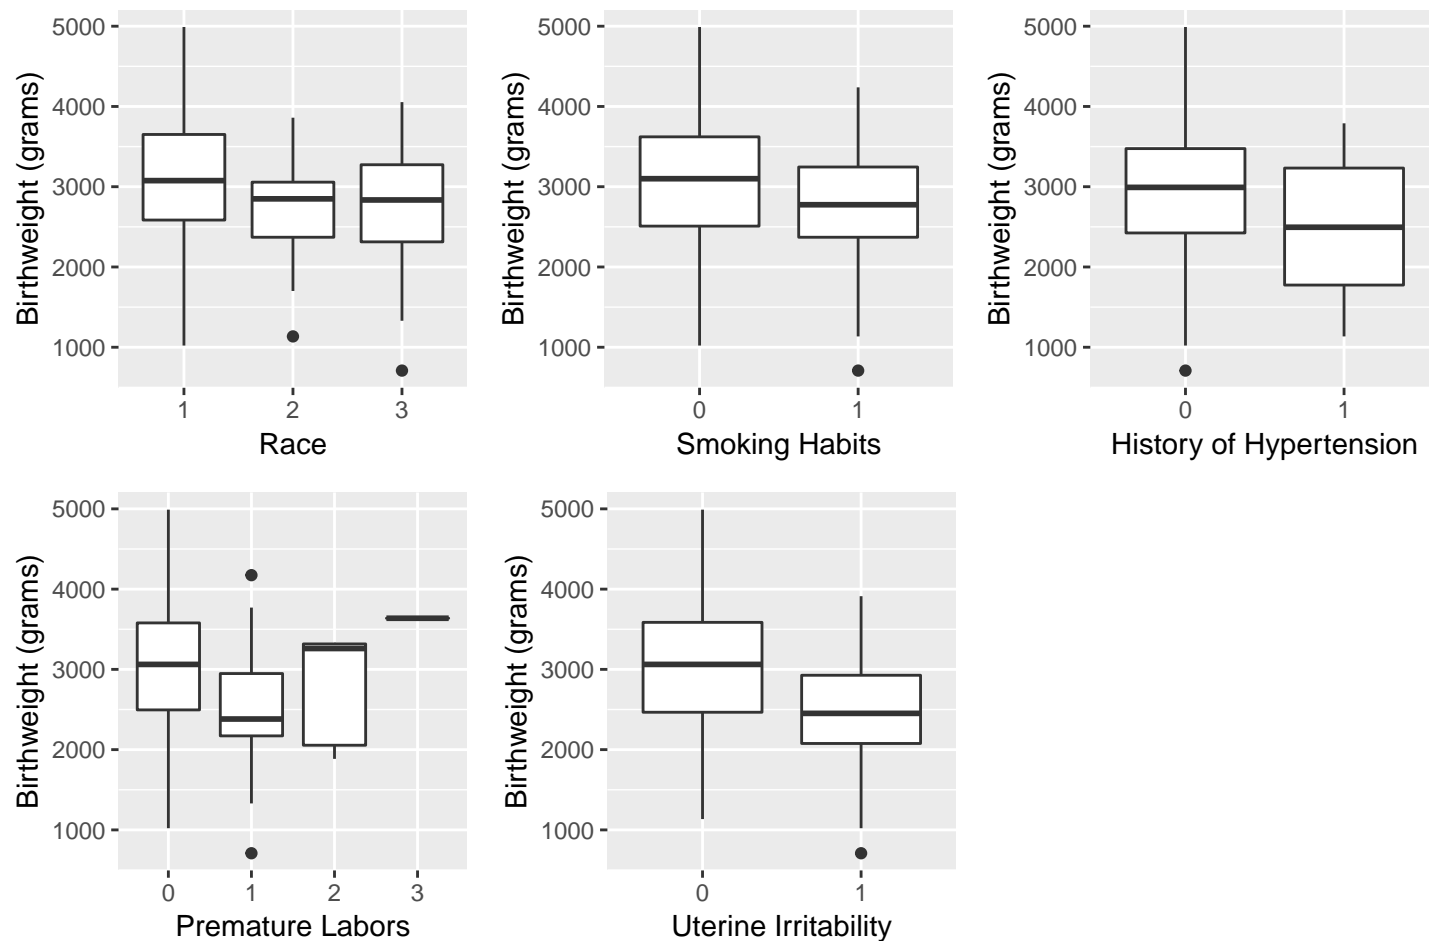 Birthweight (grams)
5000
4000
3000
2000
1000
1 2 3
Race
Birthweight (grams)
5000
4000
3000
2000
1000
0 1
Smoking Habits
Birthweight (grams)
5000
4000
3000
2000
1000
0 1
History of Hypertension
Birthweight (grams)
5000
4000
3000
2000
1000
0 1 2 3
Premature Labors
Birthweight (grams)
5000
4000
3000
2000
1000
0 1
Uterine Irritability